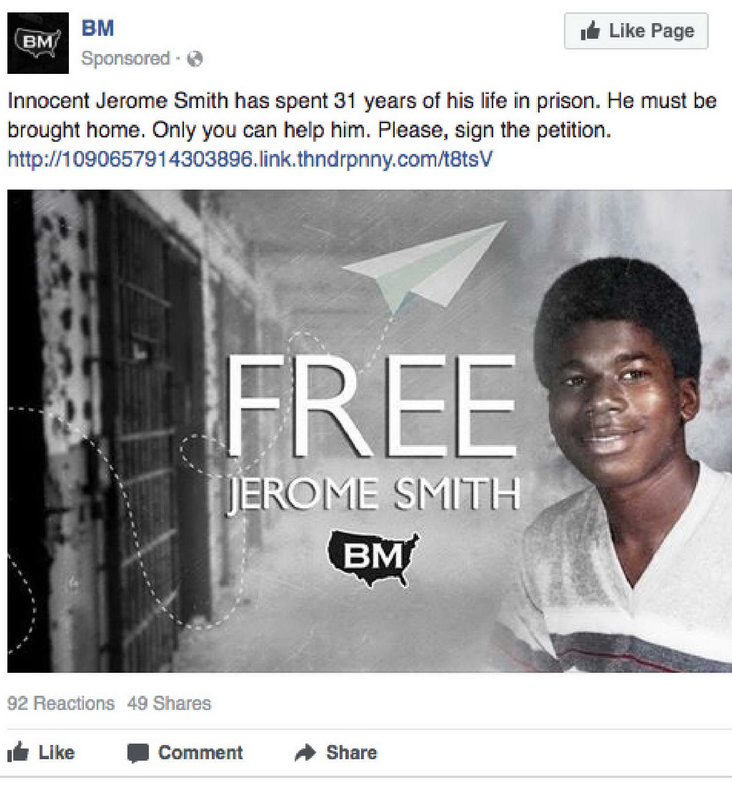 BM
BM
Like Page
Sponsored ·
Innocent Jerome Smith has spent 31 years of his life in prison. He must be
brought home. Only you can help him. Please, sign the petition.
http://1090657914303896.link.thndrpnny.com/t8tsV
FREE
JEROME SMITH
BM
92 Reactions 49 Shares
Like Comment Share